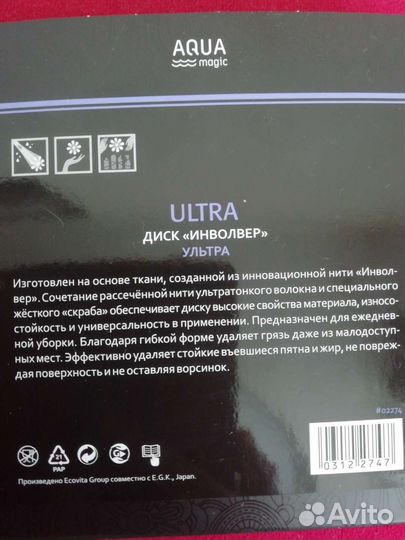 AQUA
magic
ULTRA
ДИСК «ИНВОЛВЕР»
УЛЬТРА
Изготовлен на основе ткани, созданной из инновационной нити «Инвол-
вер». Сочетание рассечённой нити ультратонкого волокна и специального
жёсткого «скраба» обеспечивает диску высокие свойства материала, износо-
стойкость и универсальность в применении. Предназначен для ежеднев-
ной уборки. Благодаря гибкой форме удаляет грязь даже из малодоступ-
ных мест. Эффективно удаляет стойкие въевшиеся пятна и жир, не повреж-
дая поверхность и не оставляя ворсинок.
#02274
21
PAP
Произведено Ecovita Group совместно с E.G.K., Japan.
0312 2747
Avito